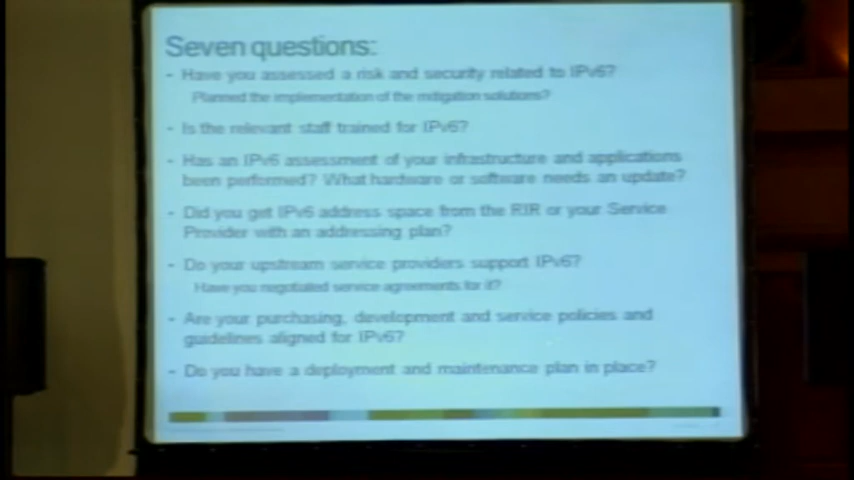 Seven questions:
- Have you assessed a risk and security related to IPv6?
Planned the implementation of the mitigation solutions?
- Is the relevant staff trained for IPv6?
- Has an IPv6 assessment of your infrastructure and applications
been performed? What hardware or software needs an update?
- Did you get IPv6 address space from the RIR or your Service
Provider with an addressing plan?
- Do your upstream service providers support IPv6?
Have you negotiated service agreements for it?
- Are your purchasing, development and service policies and
guidelines aligned for IPv6?
- Do you have a deployment and maintenance plan in place?